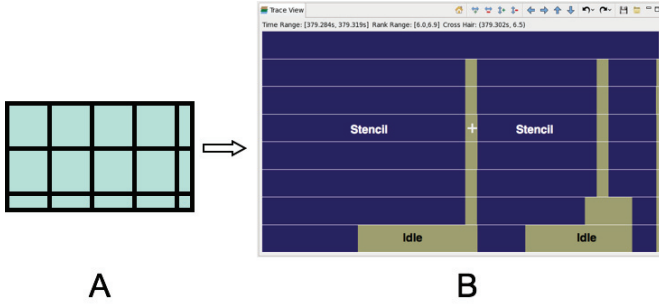 Trace View
Time Range: [379.284s, 379.319s] Rank Range: [6.0,6.9] Cross Hair: (379.302s, 6.5)
Stencil Stencil
Idle Idle
A B